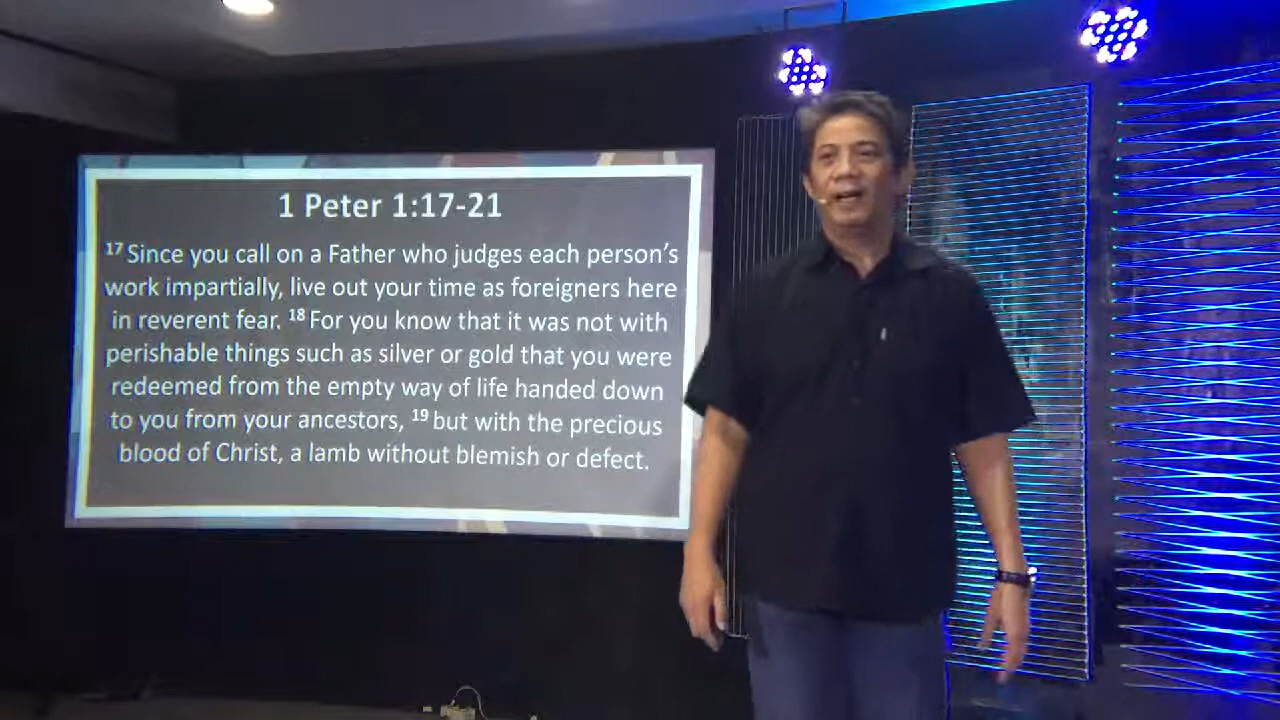 1 Peter 1:17-21
17 Since you call on a Father who judges each person’s
work impartially, live out your time as foreigners here
in reverent fear. 18 For you know that it was not with
perishable things such as silver or gold that you were
redeemed from the empty way of life handed down
to you from your ancestors, 19 but with the precious
blood of Christ, a lamb without blemish or defect.